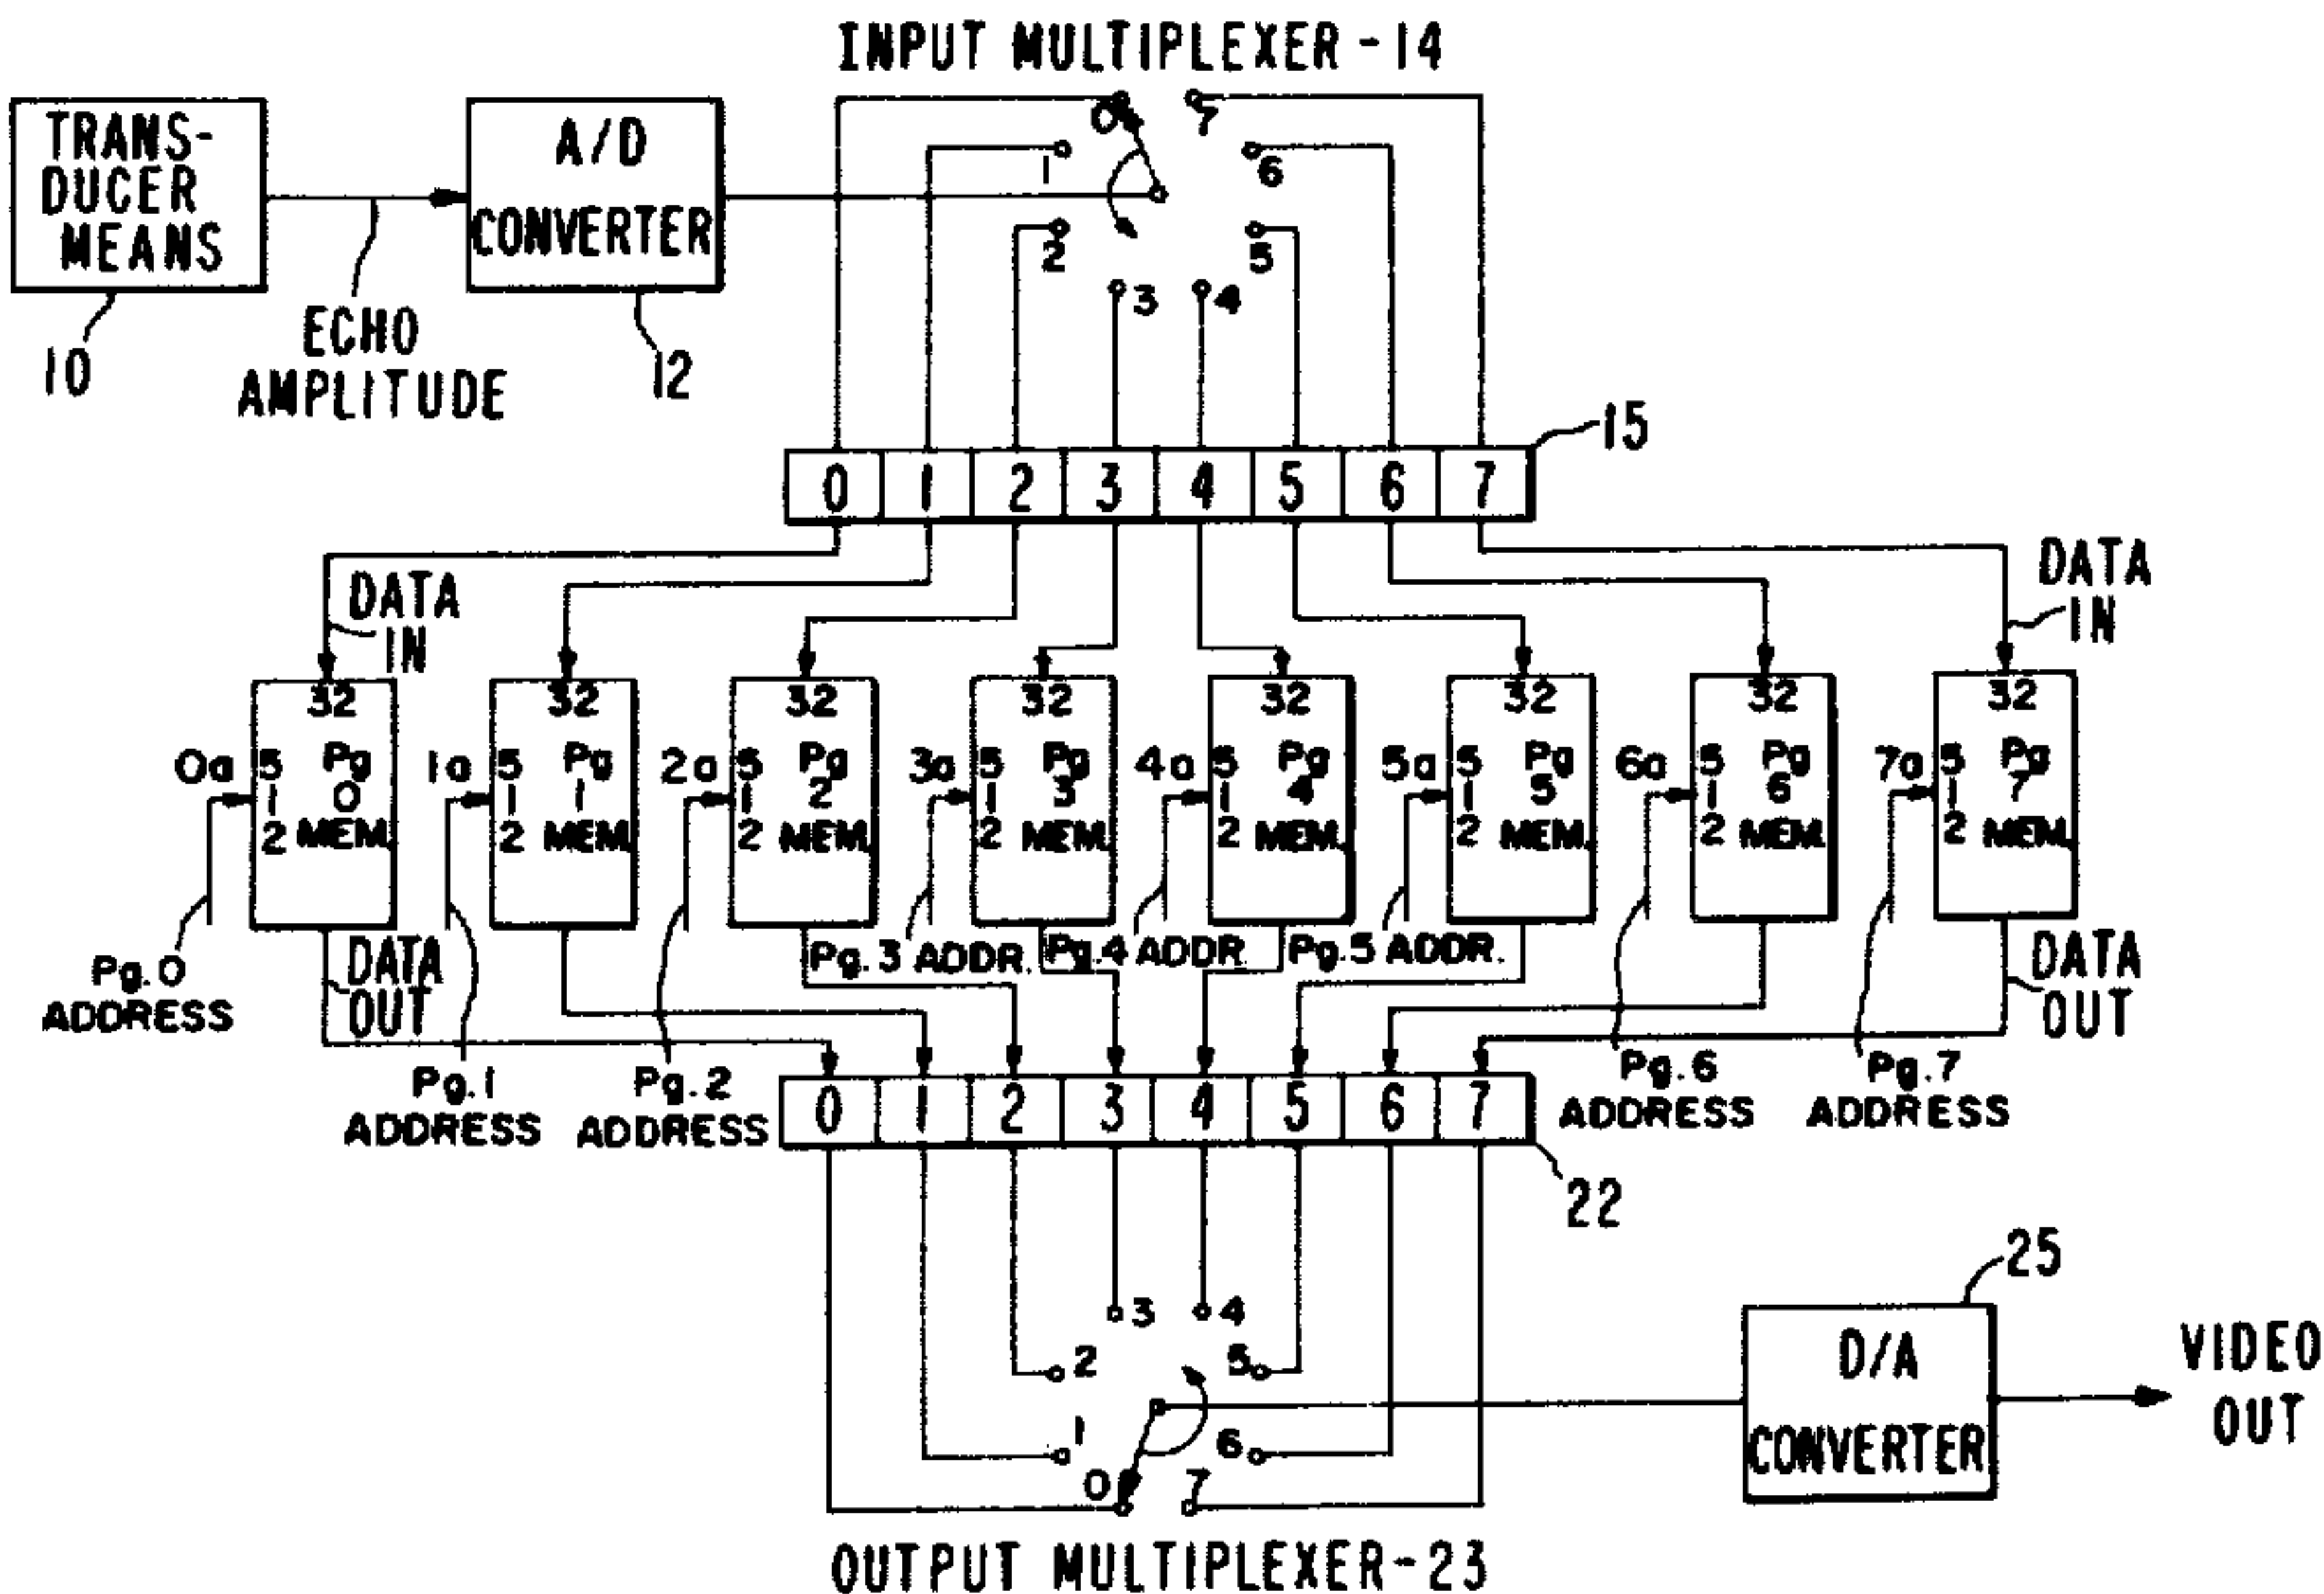 INPUT MULTIPLEXER-14
TRANS-
DUCER
MEANS
A/D
CONVERTER
0
7
1
6
2
5
3
4
10
ECHO
AMPLITUDE
12
15
0 1 2 3 4 5 6 7
DATA
IN
DATA
IN
32
32
32
32
32
32
32
32
0a
5
1
2
Pg
0
MEM.
1a
5
1
2
Pg
1
MEM.
2a
5
1
2
Pg
2
MEM.
3a
5
1
2
Pg
3
MEM.
4a
5
1
2
Pg
4
MEM.
5a
5
1
2
Pg
5
MEM.
6a
5
1
2
Pg
6
MEM.
7a
5
1
2
Pg
7
MEM.
Pg.0
ADDRESS
DATA
OUT
Pg.3 ADDR.
Pg.4 ADDR.
Pg.5 ADDR.
DATA
OUT
Pg.1
ADDRESS
Pg.2
ADDRESS
Pg.6
ADDRESS
Pg.7
ADDRESS
0 1 2 3 4 5 6 7
22
3
4
2
5
1
6
0
7
25
D/A
CONVERTER
VIDEO
OUT
OUTPUT MULTIPLEXER-23